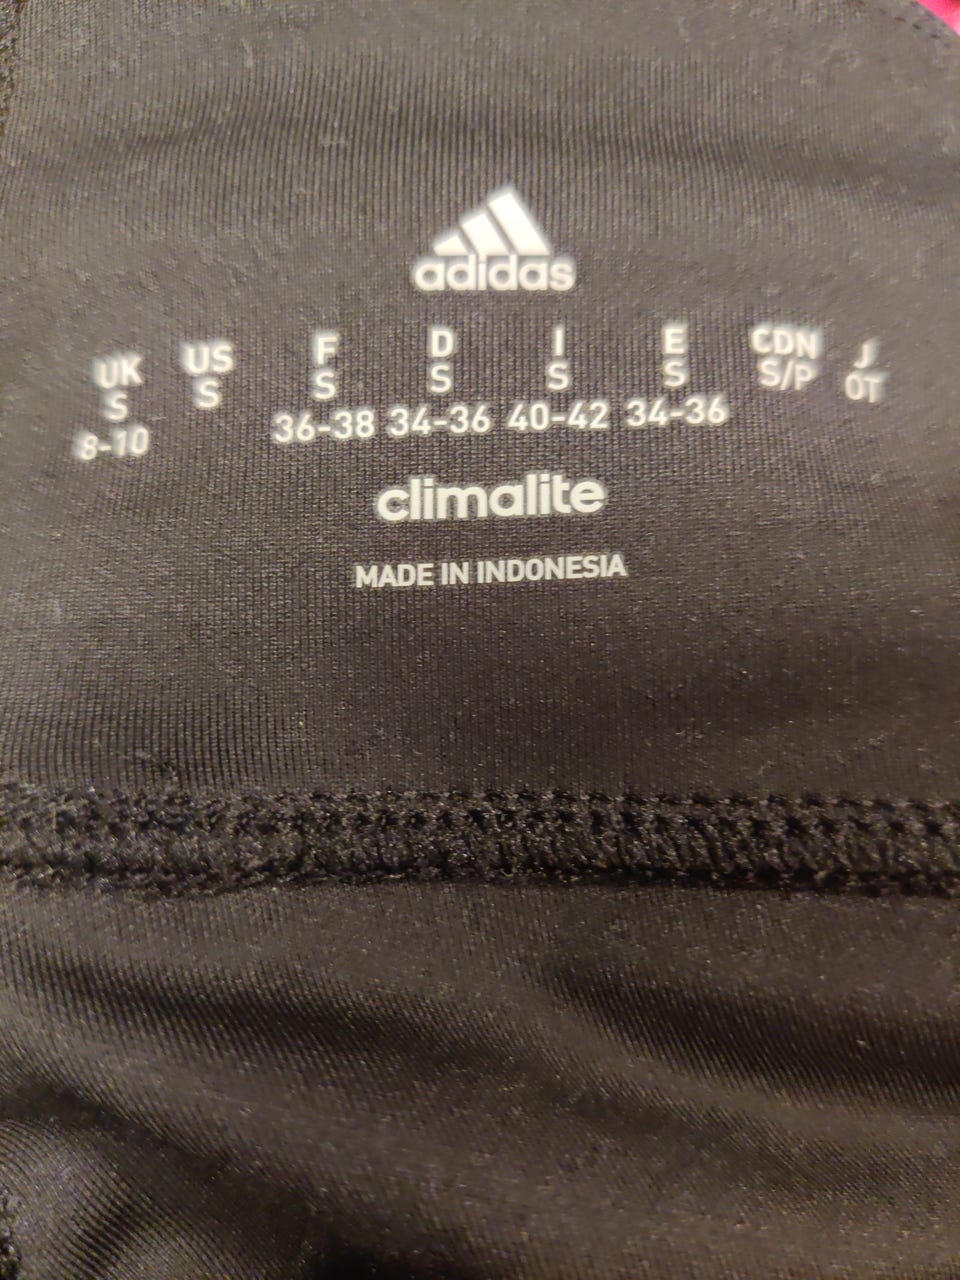 adidas
UK US F D I E CDN J
S S S S S S S/P OT
8-10 36-38 34-36 40-42 34-36
climalite
MADE IN INDONESIA